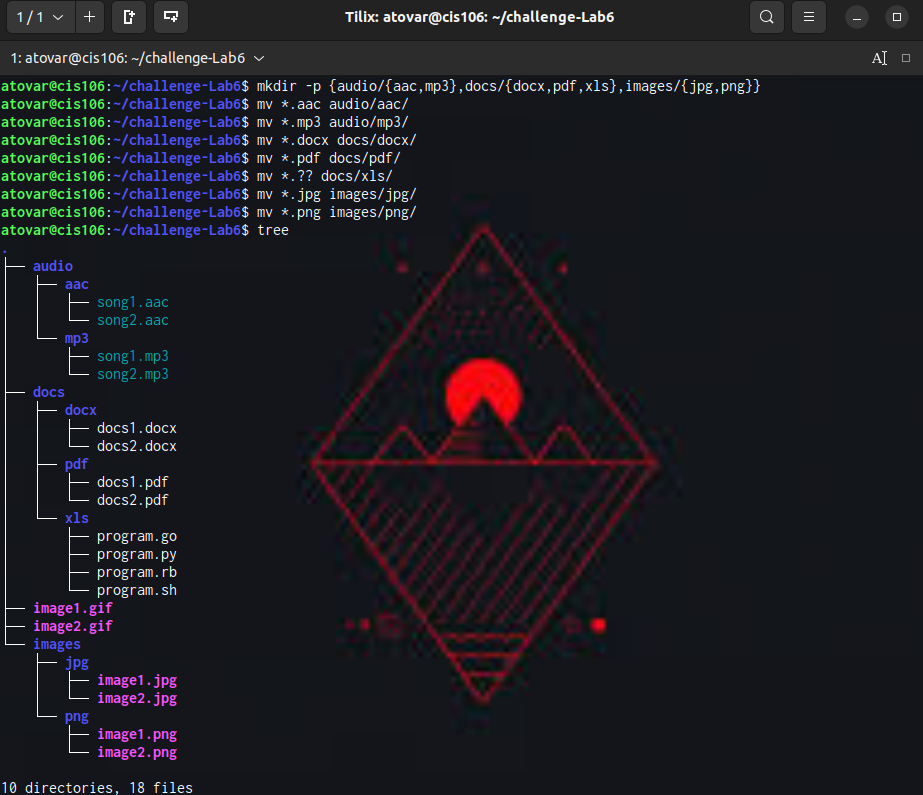 1 / 1
Tilix: atovar@cis106: ~/challenge-Lab6
1: atovar@cis106: ~/challenge-Lab6
atovar@cis106:~/challenge-Lab6$ mkdir -p {audio/{aac,mp3},docs/{docx,pdf,xls},images/{jpg,png}}
atovar@cis106:~/challenge-Lab6$ mv *.aac audio/aac/
atovar@cis106:~/challenge-Lab6$ mv *.mp3 audio/mp3/
atovar@cis106:~/challenge-Lab6$ mv *.docx docs/docx/
atovar@cis106:~/challenge-Lab6$ mv *.pdf docs/pdf/
atovar@cis106:~/challenge-Lab6$ mv *.?? docs/xls/
atovar@cis106:~/challenge-Lab6$ mv *.jpg images/jpg/
atovar@cis106:~/challenge-Lab6$ mv *.png images/png/
atovar@cis106:~/challenge-Lab6$ tree
.
├── audio
│   ├── aac
│   │   ├── song1.aac
│   │   └── song2.aac
│   └── mp3
│       ├── song1.mp3
│       └── song2.mp3
├── docs
│   ├── docx
│   │   ├── docs1.docx
│   │   └── docs2.docx
│   ├── pdf
│   │   ├── docs1.pdf
│   │   └── docs2.pdf
│   └── xls
│       ├── program.go
│       ├── program.py
│       ├── program.rb
│       └── program.sh
├── image1.gif
├── image2.gif
└── images
    ├── jpg
    │   ├── image1.jpg
    │   └── image2.jpg
    └── png
        ├── image1.png
        └── image2.png
10 directories, 18 files